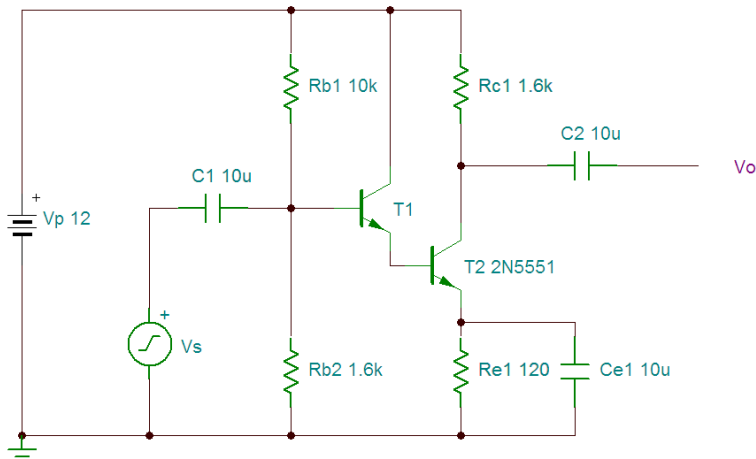 Rb1 10k
Rc1 1.6k
C2 10u
Vo
C1 10u
T1
+
Vp 12
T2 2N5551
+
Vs
Rb2 1.6k
Re1 120
Ce1 10u